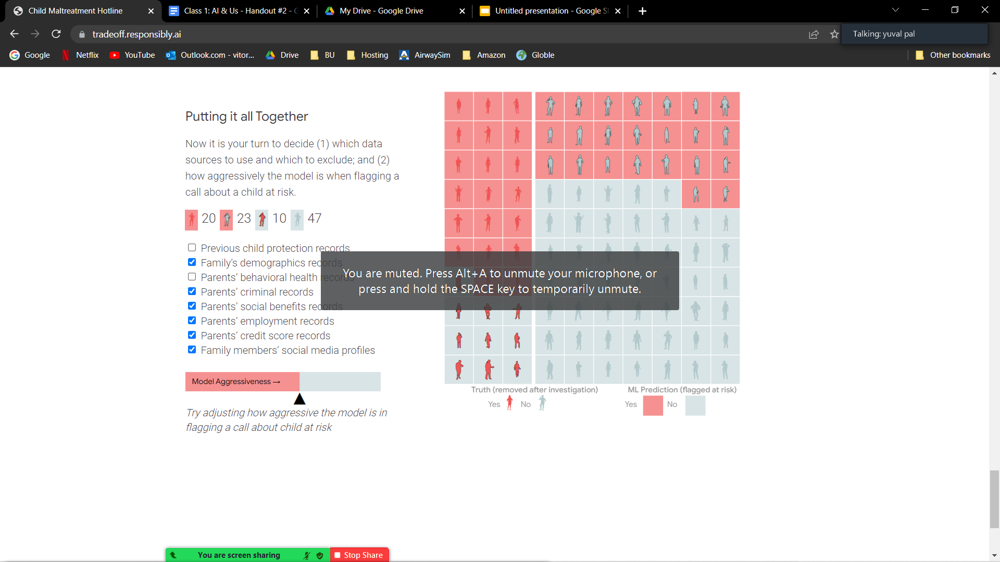 Child Maltreatment Hotline
Class 1: AI & Us - Handout #2 - G
My Drive - Google Drive
Untitled presentation - Google Sl
tradeoff.responsibly.ai
Talking: yuval pal
Google
Netflix
YouTube
Outlook.com - vitor...
Drive
BU
Hosting
AirwaySim
Amazon
Globle
Other bookmarks
Putting it all Together
Now it is your turn to decide (1) which data
sources to use and which to exclude; and (2)
how aggressively the model is when flagging a
call about a child at risk.
20 23 10 47
Previous child protection records
Family's demographics records
Parents' behavioral health records
Parents' criminal records
Parents' social benefits records
Parents' employment records
Parents' credit score records
Family members' social media profiles
Model Aggressiveness →
Try adjusting how aggressive the model is in
flagging a call about child at risk
You are muted. Press Alt+A to unmute your microphone, or
press and hold the SPACE key to temporarily unmute.
Truth (removed after investigation)
Yes No
ML Prediction (flagged at risk)
Yes No
You are screen sharing
Stop Share